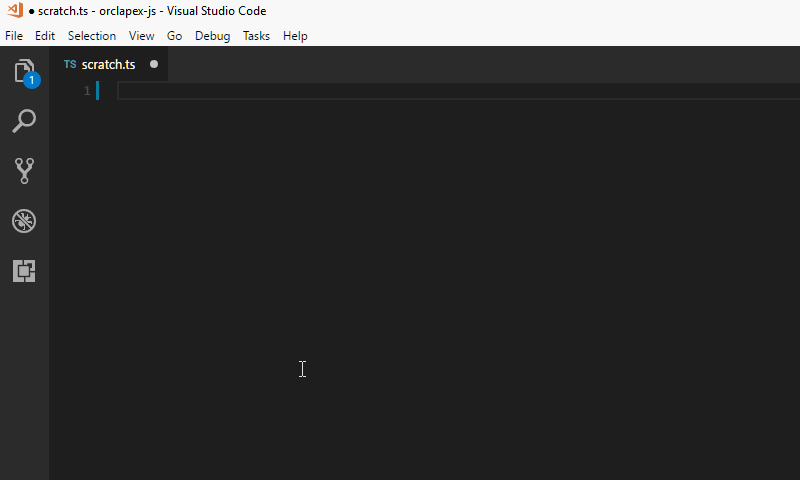 ● scratch.ts - orclapex-js - Visual Studio Code
File Edit Selection View Go Debug Tasks Help
TS scratch.ts ●
1
1